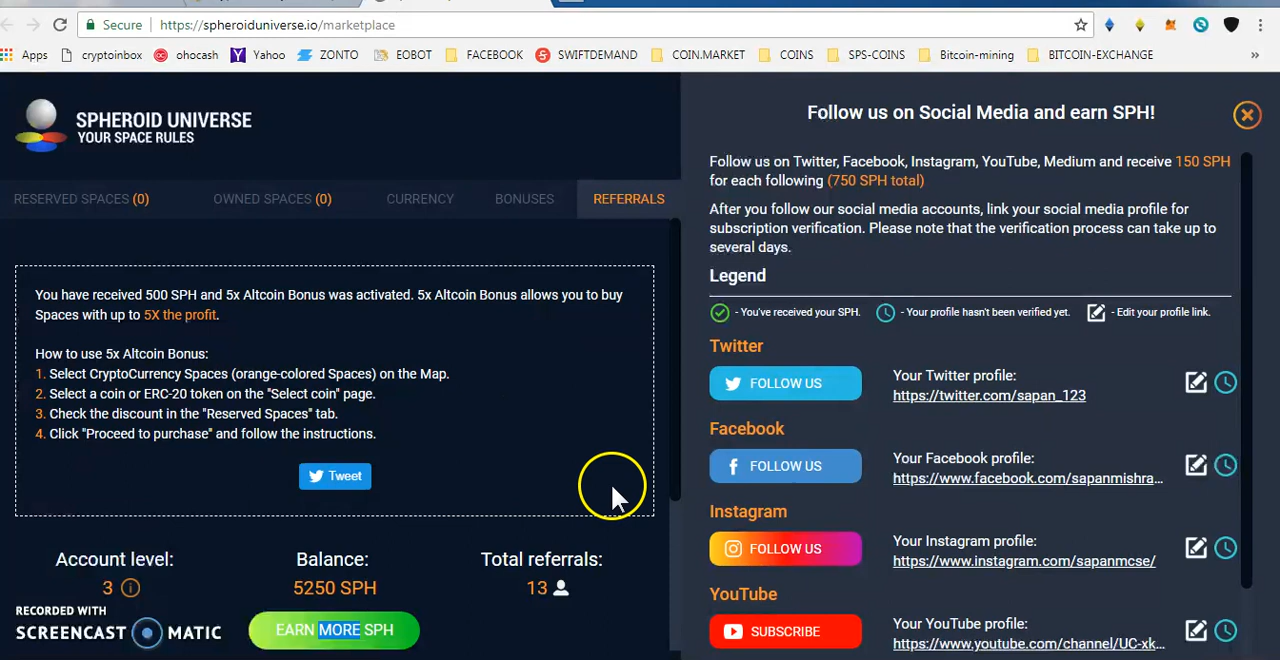 Secure
https://spheroiduniverse.io/marketplace
Apps cryptoinbox ohocash Yahoo ZONTO EOBOT FACEBOOK SWIFTDEMAND COIN.MARKET COINS SPS-COINS Bitcoin-mining BITCOIN-EXCHANGE »
SPHEROID UNIVERSE
YOUR SPACE RULES
RESERVED SPACES (0) OWNED SPACES (0) CURRENCY BONUSES REFERRALS
You have received 500 SPH and 5x Altcoin Bonus was activated. 5x Altcoin Bonus allows you to buy
Spaces with up to 5X the profit.
How to use 5x Altcoin Bonus:
1. Select CryptoCurrency Spaces (orange-colored Spaces) on the Map.
2. Select a coin or ERC-20 token on the "Select coin" page.
3. Check the discount in the "Reserved Spaces" tab.
4. Click "Proceed to purchase" and follow the instructions.
Tweet
Account level: Balance: Total referrals:
3 5250 SPH 13
EARN MORE SPH
RECORDED WITH
SCREENCAST MATIC
Follow us on Social Media and earn SPH!
Follow us on Twitter, Facebook, Instagram, YouTube, Medium and receive 150 SPH
for each following (750 SPH total)
After you follow our social media accounts, link your social media profile for
subscription verification. Please note that the verification process can take up to
several days.
Legend
- You've received your SPH. - Your profile hasn't been verified yet. - Edit your profile link.
Twitter
FOLLOW US
Your Twitter profile:
https://twitter.com/sapan_123
Facebook
FOLLOW US
Your Facebook profile:
https://www.facebook.com/sapanmishra...
Instagram
FOLLOW US
Your Instagram profile:
https://www.instagram.com/sapanmcse/
YouTube
SUBSCRIBE
Your YouTube profile:
https://www.youtube.com/channel/UC-xk...